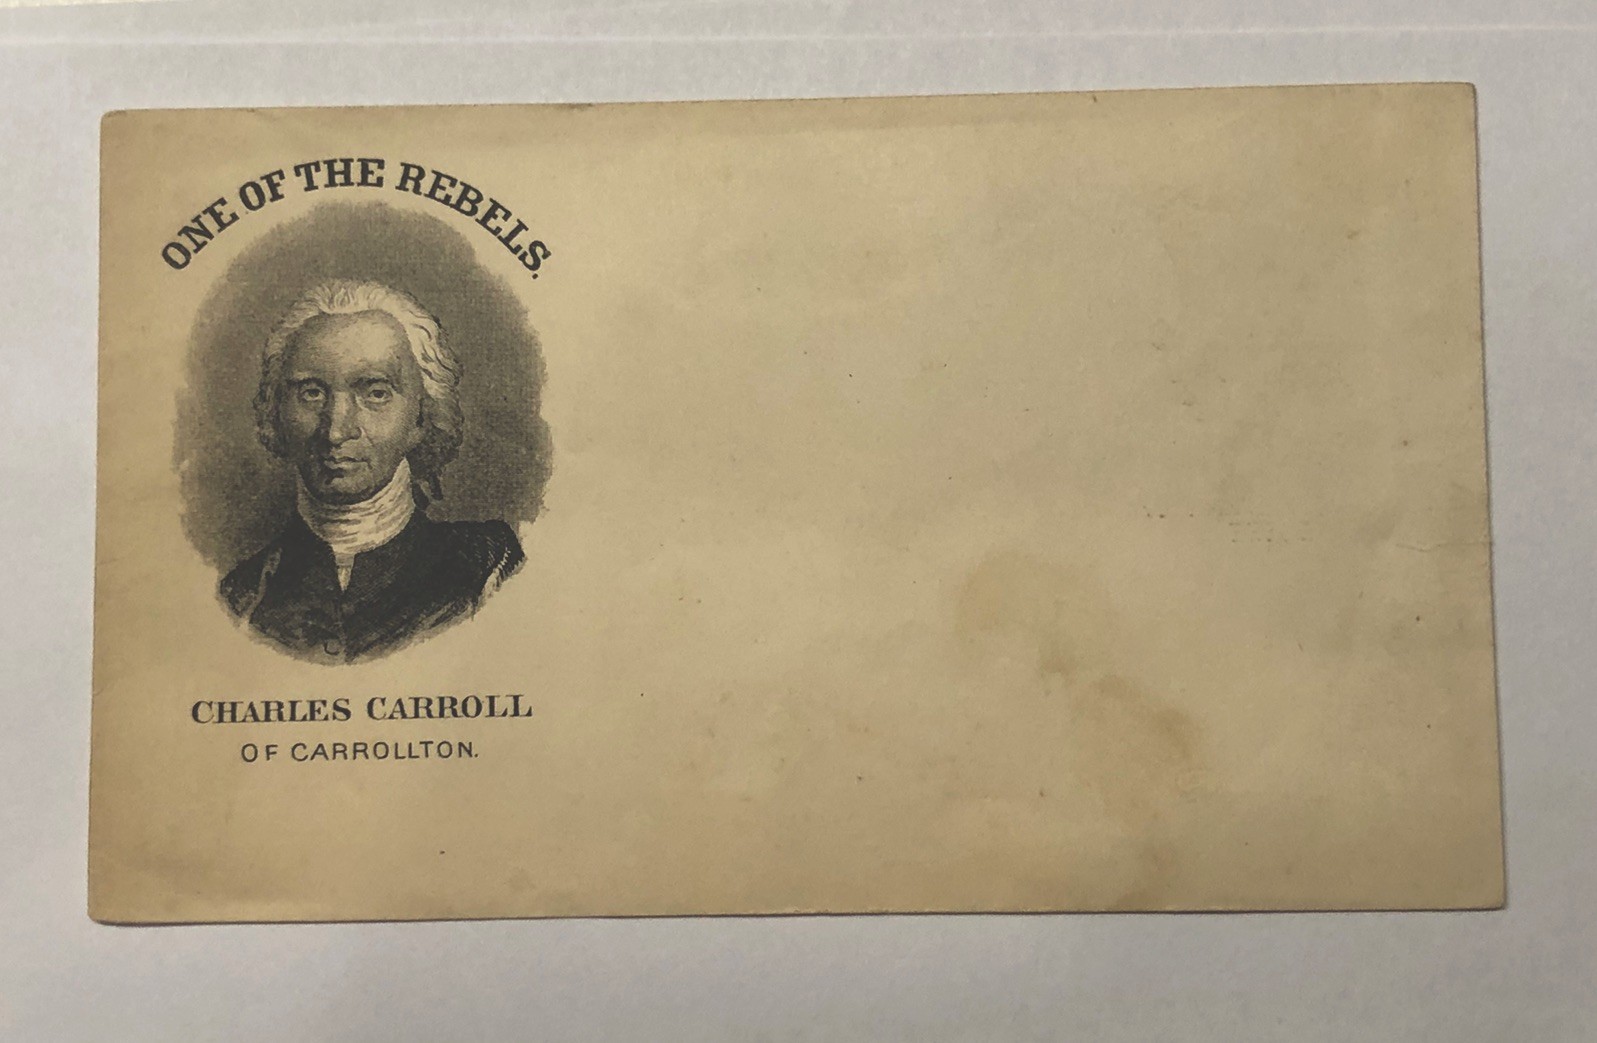 ONE OF THE REBELS.
CHARLES CARROLL
OF CARROLLTON.